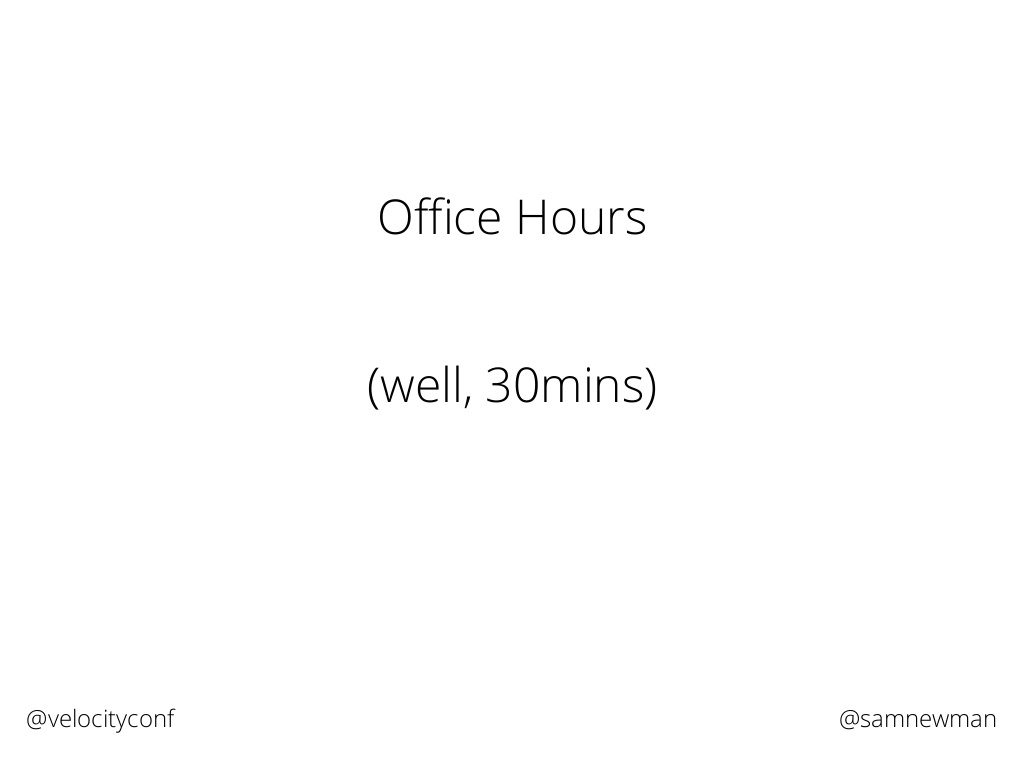 Office Hours
(well, 30mins)
@velocityconf
@samnewman